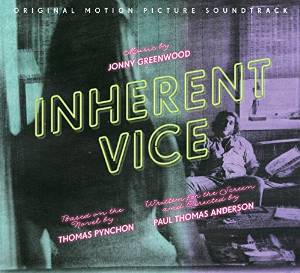 ORIGINAL MOTION PICTURE SOUNDTRACK
Music by
JONNY GREENWOOD
INHERENT
VICE
Based on the
Novel by
THOMAS PYNCHON
Written for the Screen
and Directed by
PAUL THOMAS ANDERSON